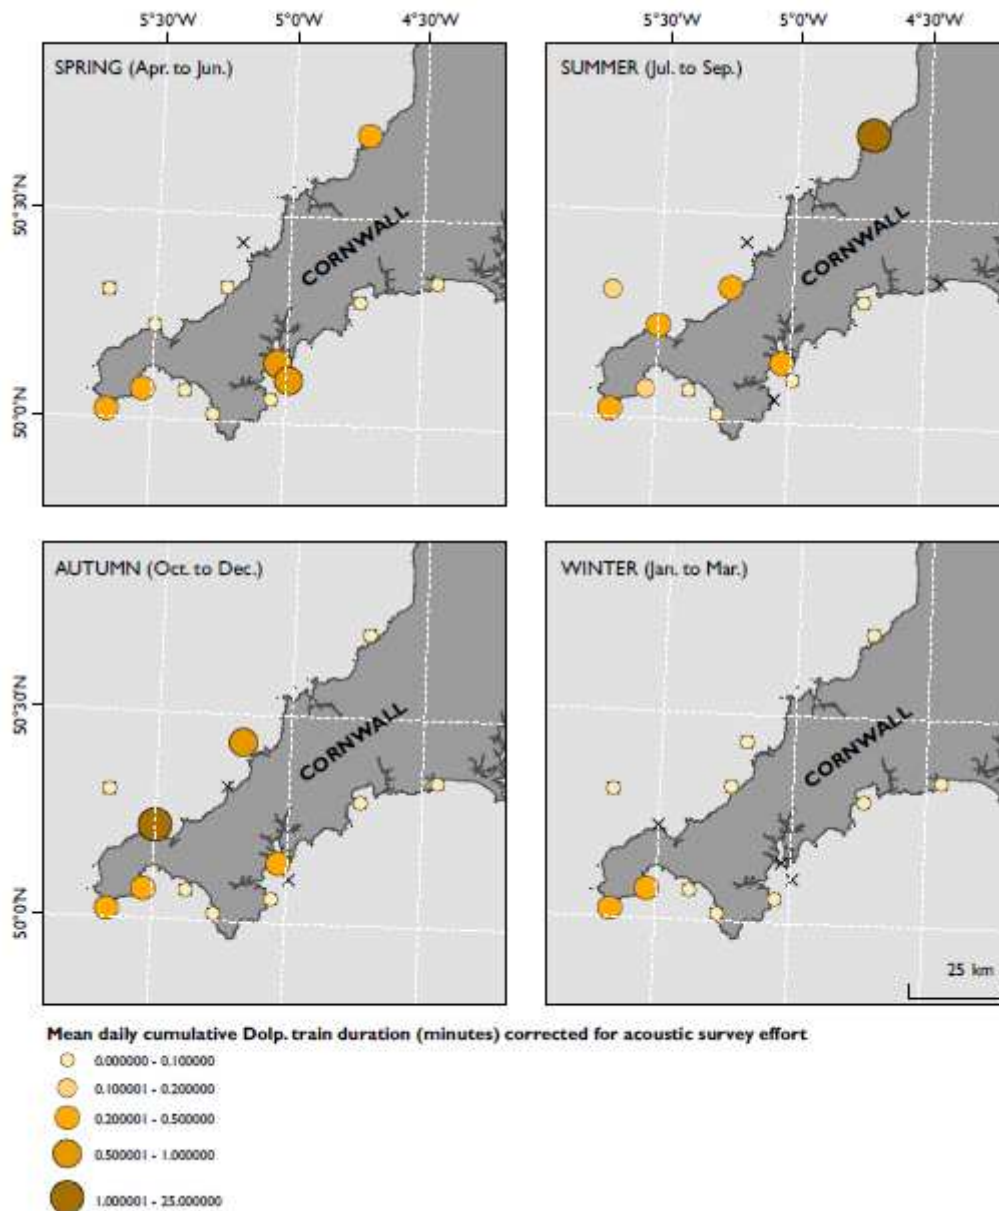 5°30'W 5°0'W 4°30'W 5°30'W 5°0'W 4°30'W
SPRING (Apr. to Jun.)
SUMMER (Jul. to Sep.)
50°30'N
CORNWALL
CORNWALL
50°0'N
AUTUMN (Oct. to Dec.)
WINTER (Jan. to Mar.)
50°30'N
CORNWALL
CORNWALL
50°0'N
25 km
Mean daily cumulative Dolp. train duration (minutes) corrected for acoustic survey effort
0.000000 - 0.100000
0.100001 - 0.200000
0.200001 - 0.500000
0.500001 - 1.000000
1.000001 - 25.000000